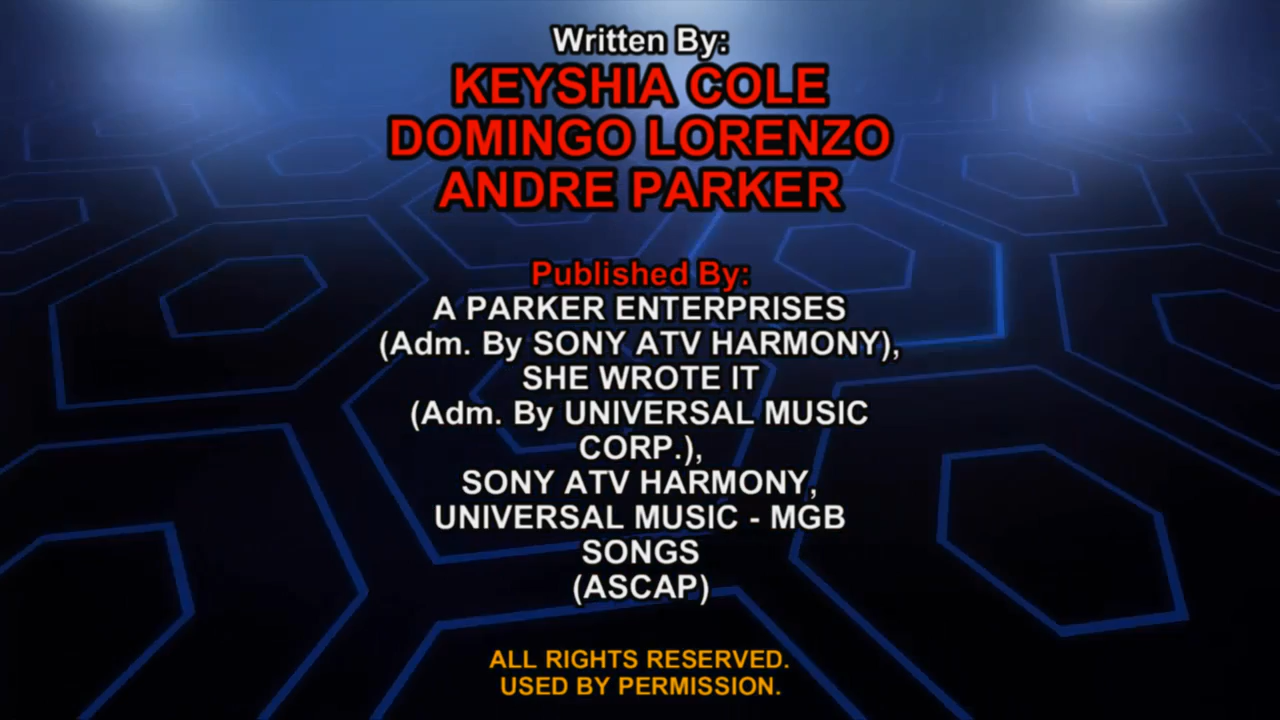 Written By:
KEYSHIA COLE
DOMINGO LORENZO
ANDRE PARKER
Published By:
A PARKER ENTERPRISES
(Adm. By SONY ATV HARMONY),
SHE WROTE IT
(Adm. By UNIVERSAL MUSIC
CORP.),
SONY ATV HARMONY,
UNIVERSAL MUSIC - MGB
SONGS
(ASCAP)
ALL RIGHTS RESERVED.
USED BY PERMISSION.